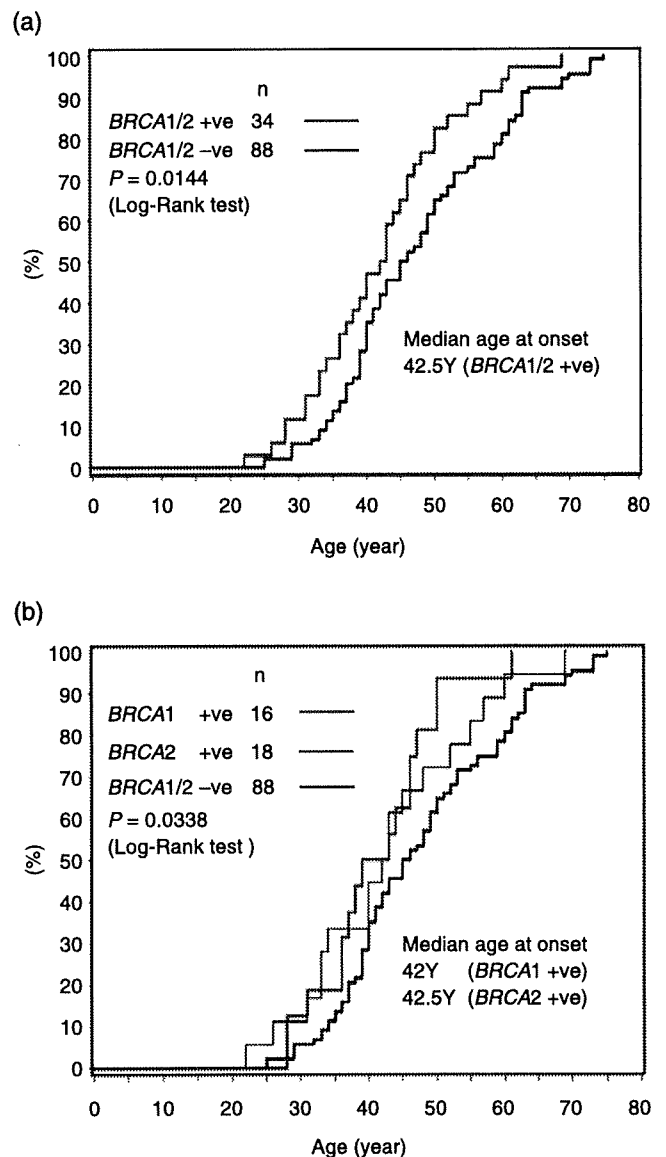 (a)
100
90
80
70
60
50
40
30
20
10
0
(%)
n
BRCA1/2 +ve 34
BRCA1/2 –ve 88
P = 0.0144
(Log-Rank test)
Median age at onset
42.5Y (BRCA1/2 +ve)
0 10 20 30 40 50 60 70 80
Age (year)
(b)
100
90
80
70
60
50
40
30
20
10
0
(%)
n
BRCA1 +ve 16
BRCA2 +ve 18
BRCA1/2 –ve 88
P = 0.0338
(Log-Rank test )
Median age at onset
42Y (BRCA1 +ve)
42.5Y (BRCA2 +ve)
0 10 20 30 40 50 60 70 80
Age (year)